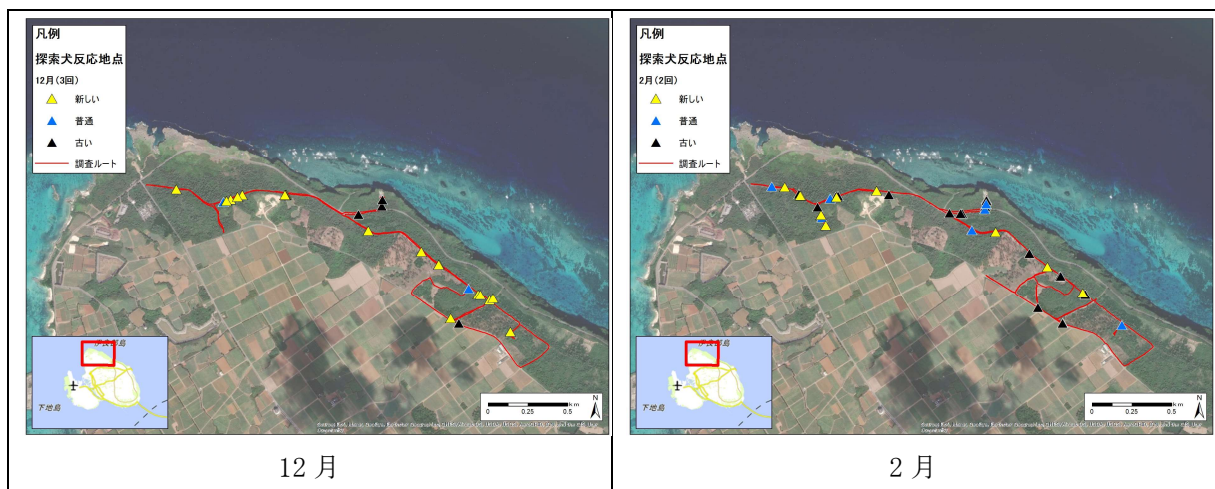 凡例
探索犬反応地点
12月(3回)
新しい
普通
古い
調査ルート
伊良部島
下地島
N
0 0.25 0.5
km
12 月
凡例
探索犬反応地点
2月(2回)
新しい
普通
古い
調査ルート
伊良部島
下地島
N
0 0.25 0.5
km
2 月